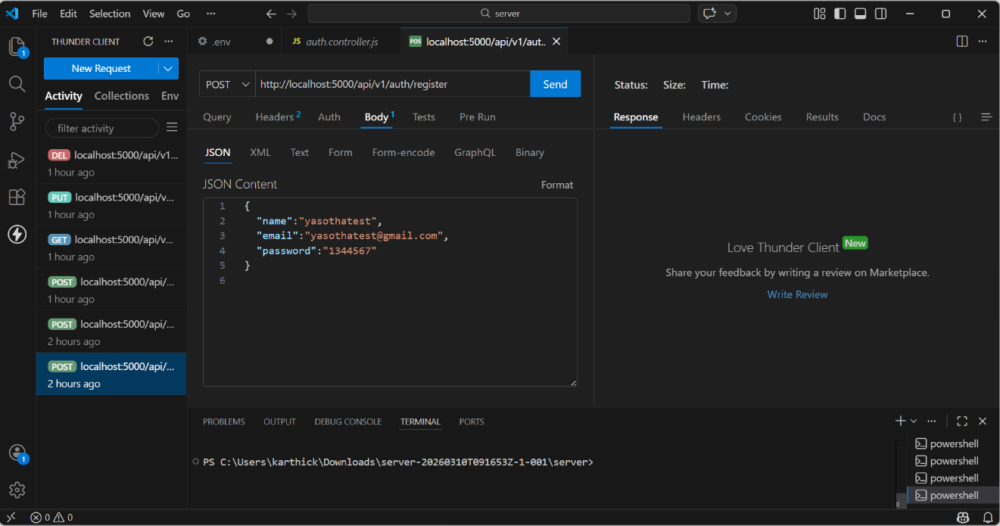 File Edit Selection View Go ··· server
THUNDER CLIENT ···
New Request
Activity Collections Env
filter activity
DEL localhost:5000/api/v1...
1 hour ago
PUT localhost:5000/api/v...
1 hour ago
GET localhost:5000/api/v...
1 hour ago
POST localhost:5000/api/...
1 hour ago
POST localhost:5000/api/...
2 hours ago
POST localhost:5000/api/...
2 hours ago
1
1
.env JS auth.controller.js POS localhost:5000/api/v1/aut..
POST http://localhost:5000/api/v1/auth/register Send
Query Headers 2 Auth Body 1 Tests Pre Run
JSON XML Text Form Form-encode GraphQL Binary
JSON Content Format
1 {
2 "name":"yasothatest",
3 "email":"yasothatest@gmail.com",
4 "password":"1344567"
5 }
6
Status: Size: Time:
Response Headers Cookies Results Docs { }
Love Thunder Client New
Share your feedback by writing a review on Marketplace.
Write Review
PROBLEMS OUTPUT DEBUG CONSOLE TERMINAL PORTS
PS C:\Users\karthick\Downloads\server-20260310T091653Z-1-001\server>
powershell
powershell
powershell
powershell
0 0